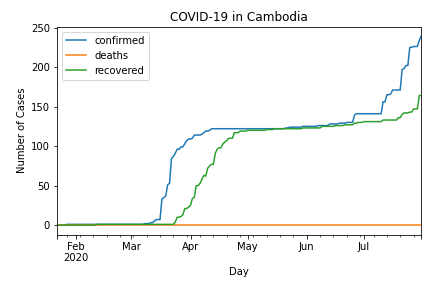 COVID-19 in Cambodia
250
200
150
100
50
0
Number of Cases
confirmed
deaths
recovered
Feb Mar Apr May Jun Jul
2020
Day